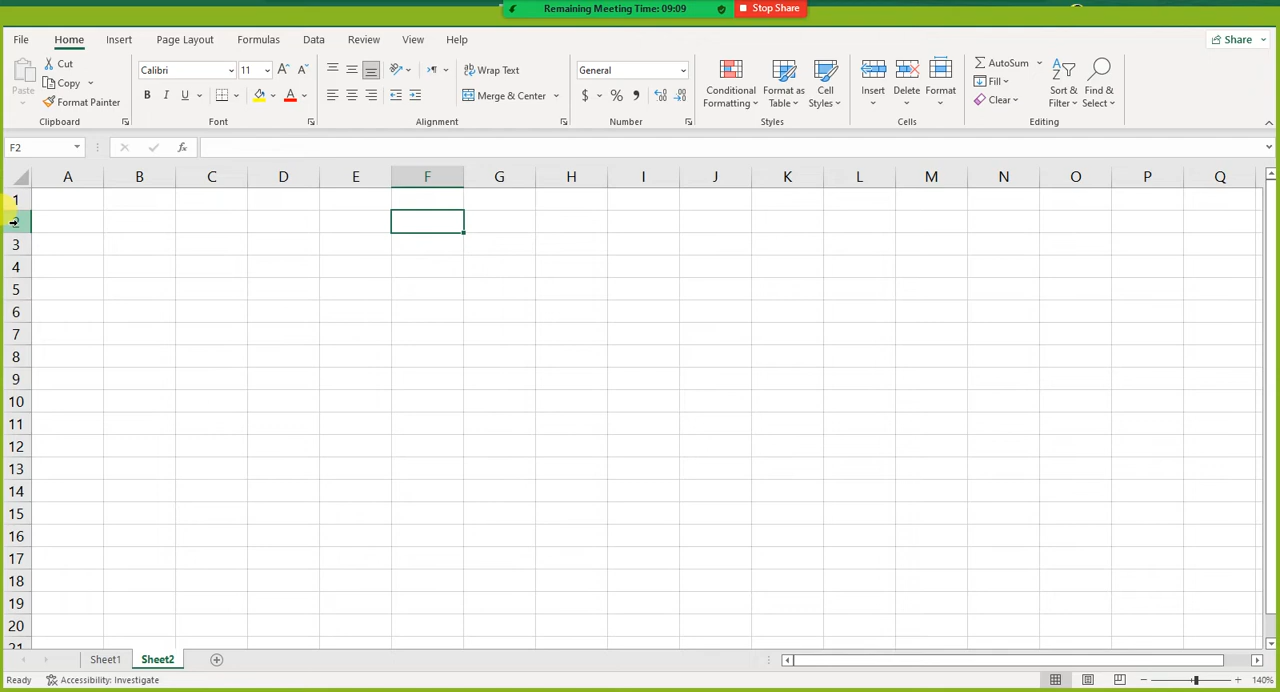 Remaining Meeting Time: 09:09 Stop Share
File Home Insert Page Layout Formulas Data Review View Help Share
Paste Cut Copy Format Painter Clipboard
Calibri 11 B I U A Font
Wrap Text Merge & Center Alignment
General $ % Number
Conditional Formatting Format as Table Cell Styles Styles
Insert Delete Format Cells
AutoSum Fill Clear Sort & Filter Find & Select Editing
F2 fx
A B C D E F G H I J K L M N O P Q
1
2
3
4
5
6
7
8
9
10
11
12
13
14
15
16
17
18
19
20
21
Sheet1 Sheet2
Ready Accessibility: Investigate 140%